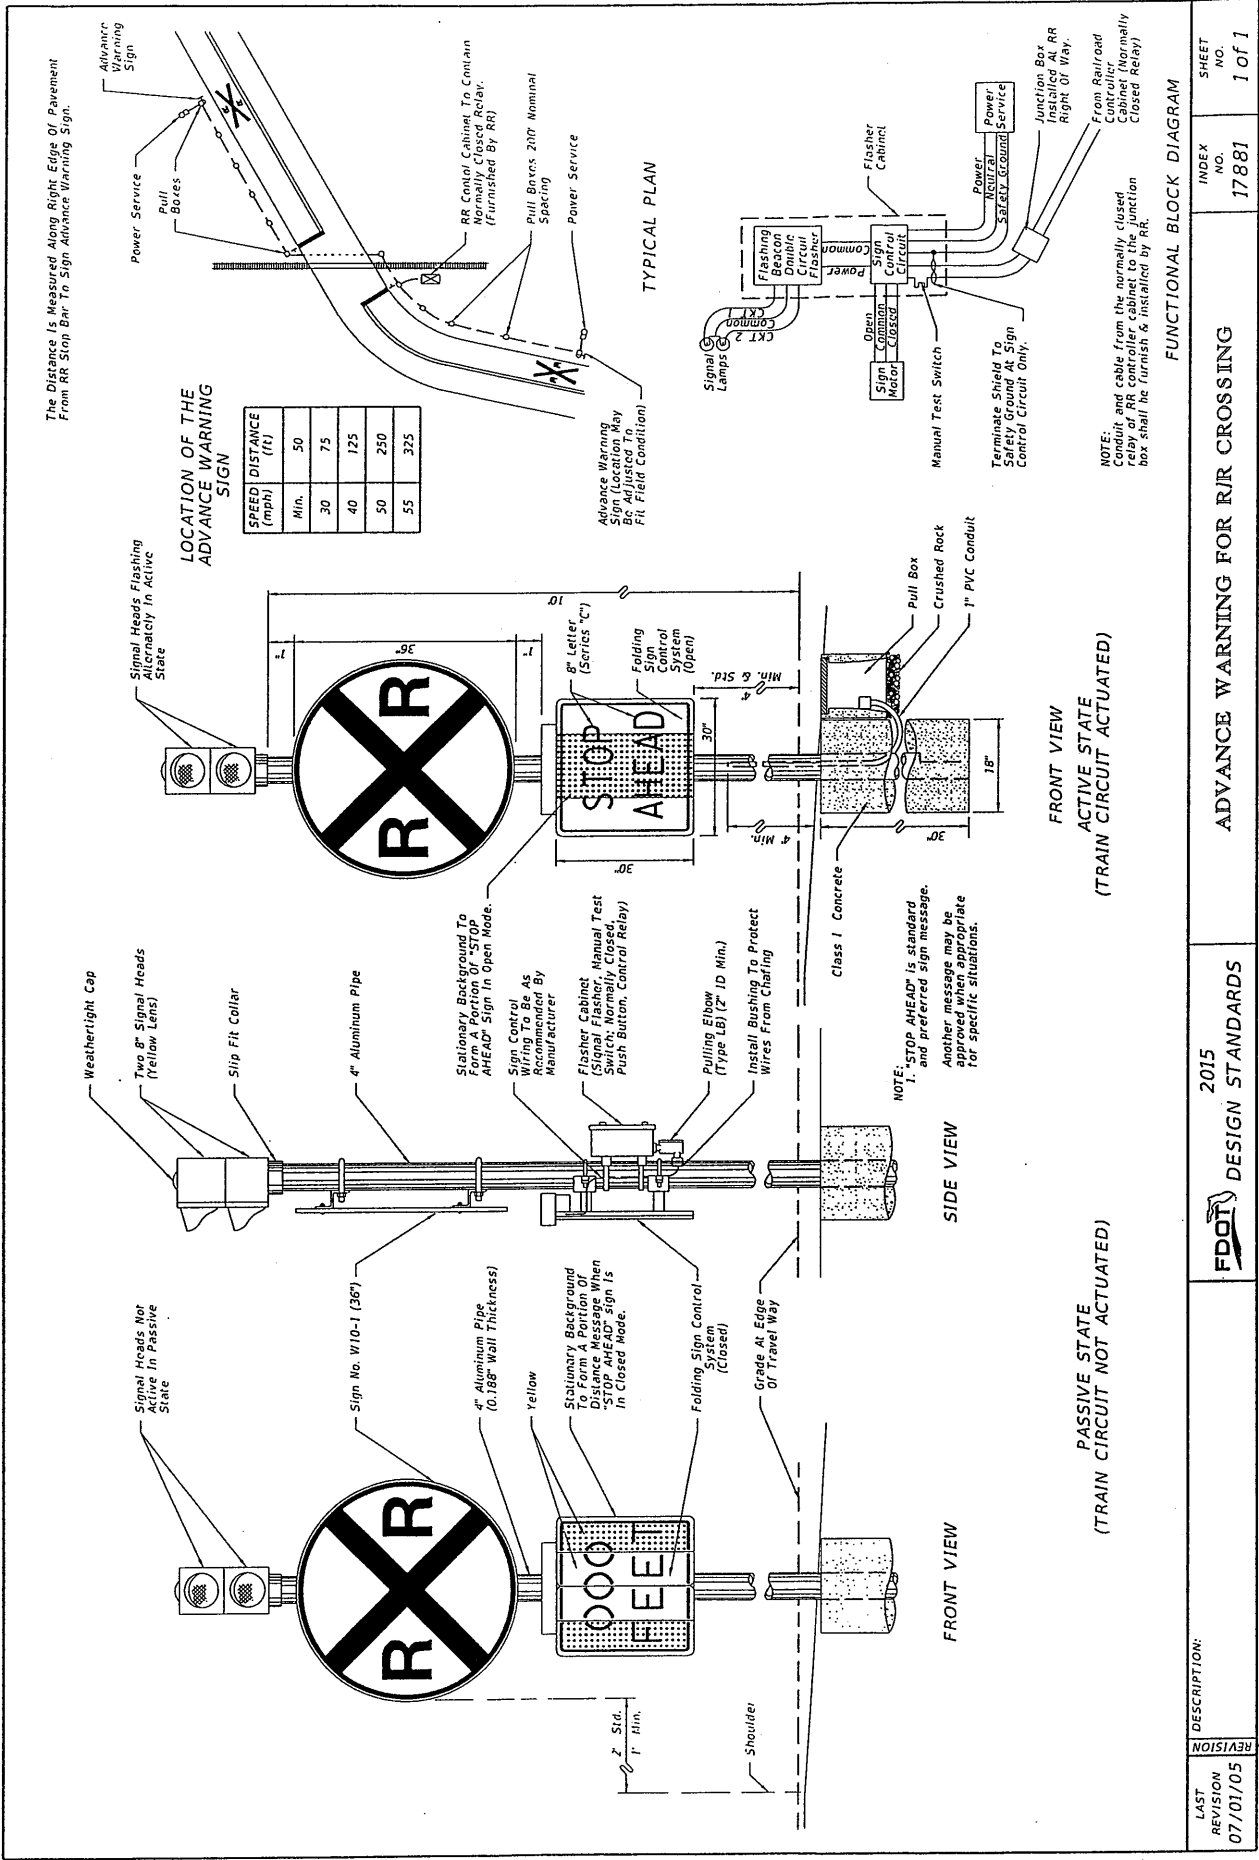 The Distance Is Measured Along Right Edge Of Pavement
From RR Stop Bar To Sign Advance Warning Sign.
Signal Heads Not
Active In Passive
State
Sign No. W10-1 (36")
4" Aluminum Pipe
(0.188" Wall Thickness)
Yellow
Stationary Background
To Form A Portion Of
Distance Message When
"STOP AHEAD" sign Is
In Closed Mode.
Folding Sign Control
System
(Closed)
Grade At Edge
Of Travel Way
R R
000
FEET
2' Std.
1' Min.
Shoulder
FRONT VIEW
PASSIVE STATE
(TRAIN CIRCUIT NOT ACTUATED)
Weathertight Cap
Two 8" Signal Heads
(Yellow Lens)
Slip Fit Collar
4" Aluminum Pipe
Stationary Background To
Form A Portion Of "STOP
AHEAD" Sign In Open Mode.
Sign Control
Wiring To Be As
Recommended By
Manufacturer
Flasher Cabinet
(Signal Flasher, Manual Test
Switch; Normally Closed,
Push Button, Control Relay)
Pulling Elbow
(Type LB) (2" ID Min.)
Install Bushing To Protect
Wires From Chafing
SIDE VIEW
NOTE:
1. "STOP AHEAD" is standard
and preferred sign message.
Another message may be
approved when appropriate
for specific situations.
Signal Heads Flashing
Alternately In Active
State
R R
STOP
AHEAD
1"
36"
1"
10'
8" Letter
(Series "C")
Folding
Sign
Control
System
(Open)
30"
30"
4'
Min. & Std.
4' Min.
30"
18"
Class I Concrete
Pull Box
Crushed Rock
1" PVC Conduit
FRONT VIEW
ACTIVE STATE
(TRAIN CIRCUIT ACTUATED)
LOCATION OF THE
ADVANCE WARNING
SIGN
SPEED (mph) DISTANCE (ft)
Min. 50
30 75
40 125
50 250
55 325
Advance
Warning
Sign
Power Service
Pull
Boxes
R R
RR Control Cabinet To Contain
Normally Closed Relay.
(Furnished By RR)
Pull Boxes 200' Nominal
Spacing
Power Service
R R
Advance Warning
Sign (Location May
Be Adjusted To
Fit Field Condition)
TYPICAL PLAN
Signal
Lamps
CKT 1
Common
CKT 2
Flashing
Beacon
Double
Circuit
Flasher
Flasher
Cabinet
Common
Power
Sign
Control
Circuit
Open
Common
Closed
Sign
Motor
Power
Neutral
Safety Ground
Power
Service
Manual Test Switch
Terminate Shield To
Safety Ground At Sign
Control Circuit Only.
Junction Box
Installed At RR
Right Of Way.
From Railroad
Controller
Cabinet (Normally
Closed Relay)
NOTE:
Conduit and cable from the normally closed
relay of RR controller cabinet to the junction
box shall be furnish & installed by RR.
FUNCTIONAL BLOCK DIAGRAM
LAST
REVISION
07/01/05
REVISION
DESCRIPTION:
FDOT
2015
DESIGN STANDARDS
ADVANCE WARNING FOR R/R CROSSING
INDEX
NO.
17881
SHEET
NO.
1 of 1